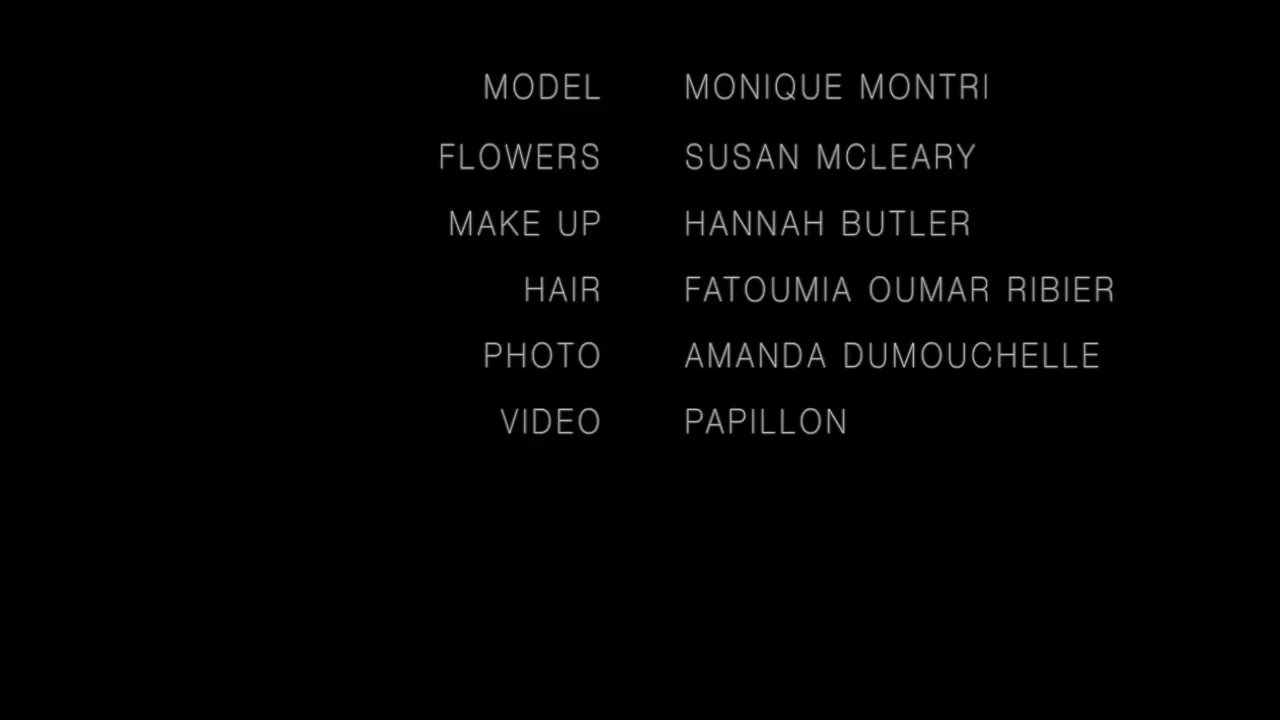 MODEL MONIQUE MONTRI
FLOWERS SUSAN MCLEARY
MAKE UP HANNAH BUTLER
HAIR FATOUMIA OUMAR RIBIER
PHOTO AMANDA DUMOUCHELLE
VIDEO PAPILLON